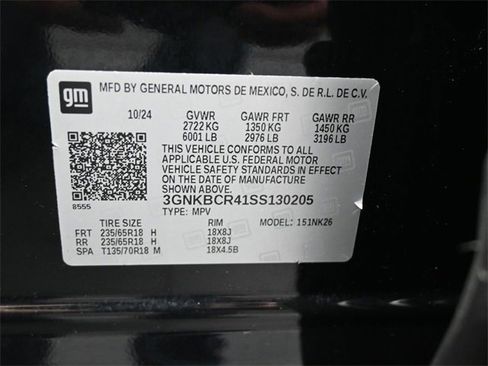 gm
MFD BY GENERAL MOTORS DE MEXICO, S. DE R.L. DE C.V.
10/24 GVWR GAWR FRT GAWR RR
2722 KG 1350 KG 1450 KG
6001 LB 2976 LB 3196 LB
THIS VEHICLE CONFORMS TO ALL
APPLICABLE U.S. FEDERAL MOTOR
VEHICLE SAFETY STANDARDS IN EFFECT
ON THE DATE OF MANUFACTURE
SHOWN ABOVE.
3GNKBCR41SS130205
8555
TYPE: MPV MODEL: 151NK26
TIRE SIZE RIM
FRT 235/65R18 H 18X8J
RR 235/65R18 H 18X8J
SPA T135/70R18 M 18X4.5B